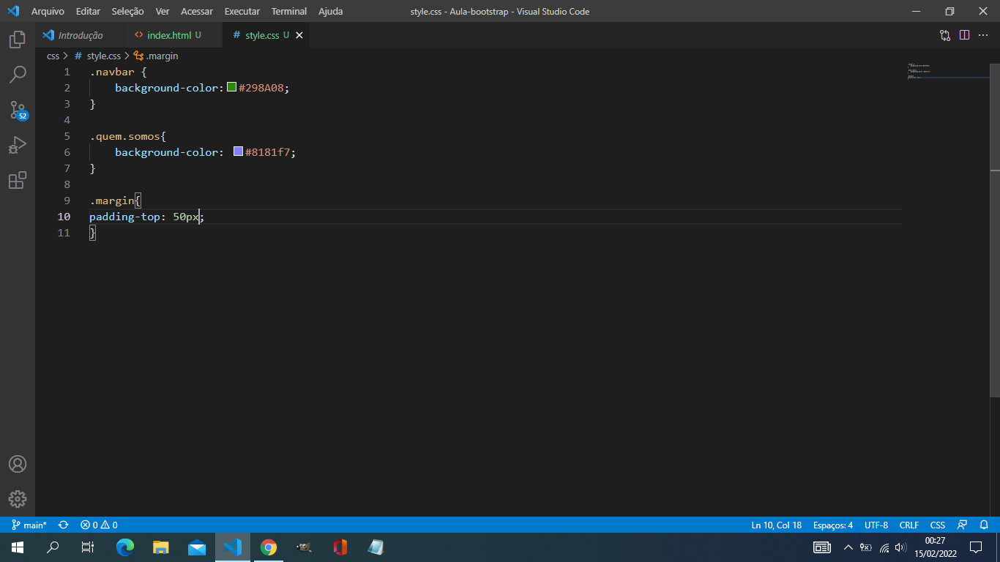 Arquivo Editar Seleção Ver Acessar Executar Terminal Ajuda style.css - Aula-bootstrap - Visual Studio Code
Introdução index.html U # style.css U
css > # style.css > .margin
1 .navbar {
2 background-color: #298A08;
3 }
4
5 .quem.somos{
6 background-color: #8181f7;
7 }
8
9 .margin{
10 padding-top: 50px;
11 }
52
main* 0 0 Ln 10, Col 18 Espaços: 4 UTF-8 CRLF CSS
00:27
15/02/2022